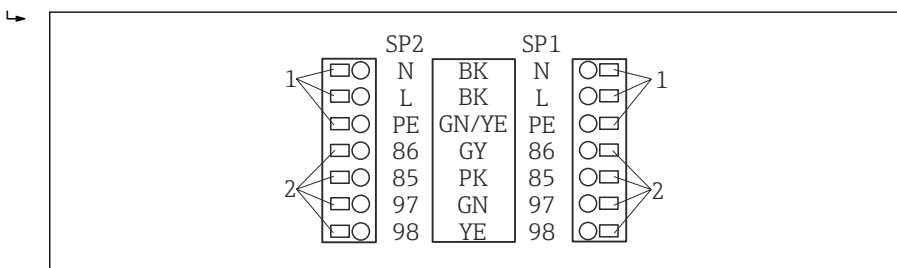 SP2 SP1
1 N BK N 1
L BK L
PE GN/YE PE
86 GY 86
2 85 PK 85 2
97 GN 97
98 YE 98